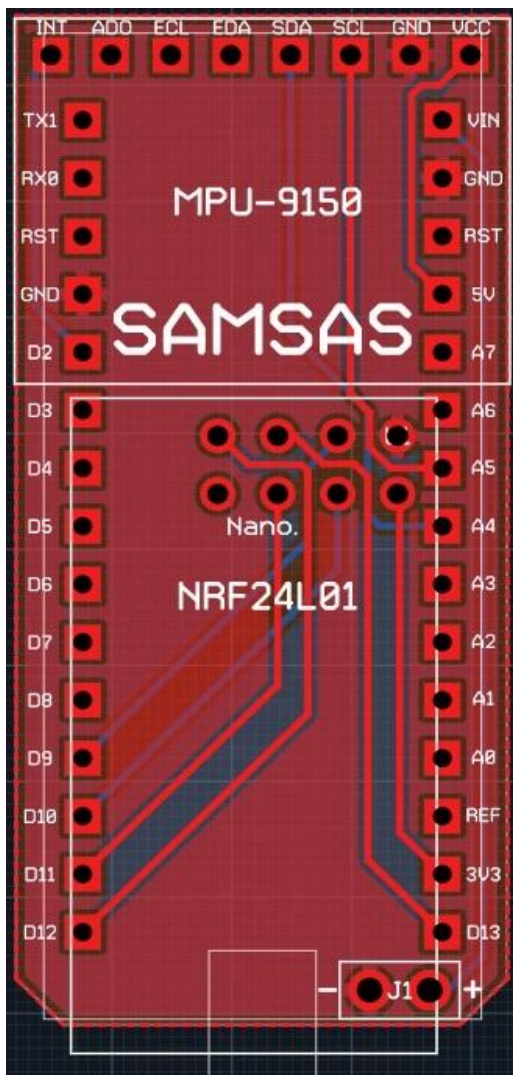 INT ADO ECL EDA SDA SCL GND VCC
TX1 VIN
RX0 GND
MPU-9150
RST RST
GND 5V
SAMSAS
D2 A7
D3 A6
D4 A5
D5 Nano. A4
D6 A3
NRF24L01
D7 A2
D8 A1
D9 A0
D10 REF
D11 3V3
D12 D13
- J1 +